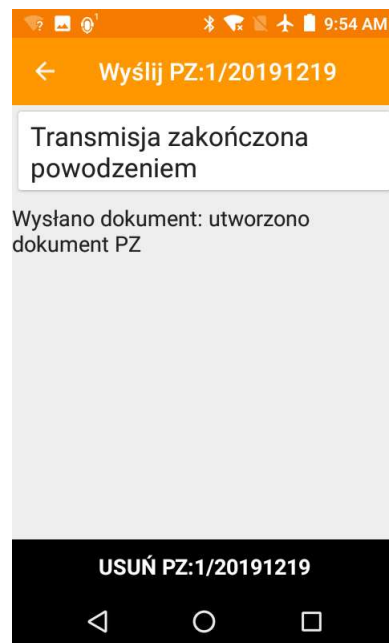 9:54 AM
Wyślij PZ:1/20191219
Transmisja zakończona
powodzeniem
Wysłano dokument: utworzono
dokument PZ
USUŃ PZ:1/20191219